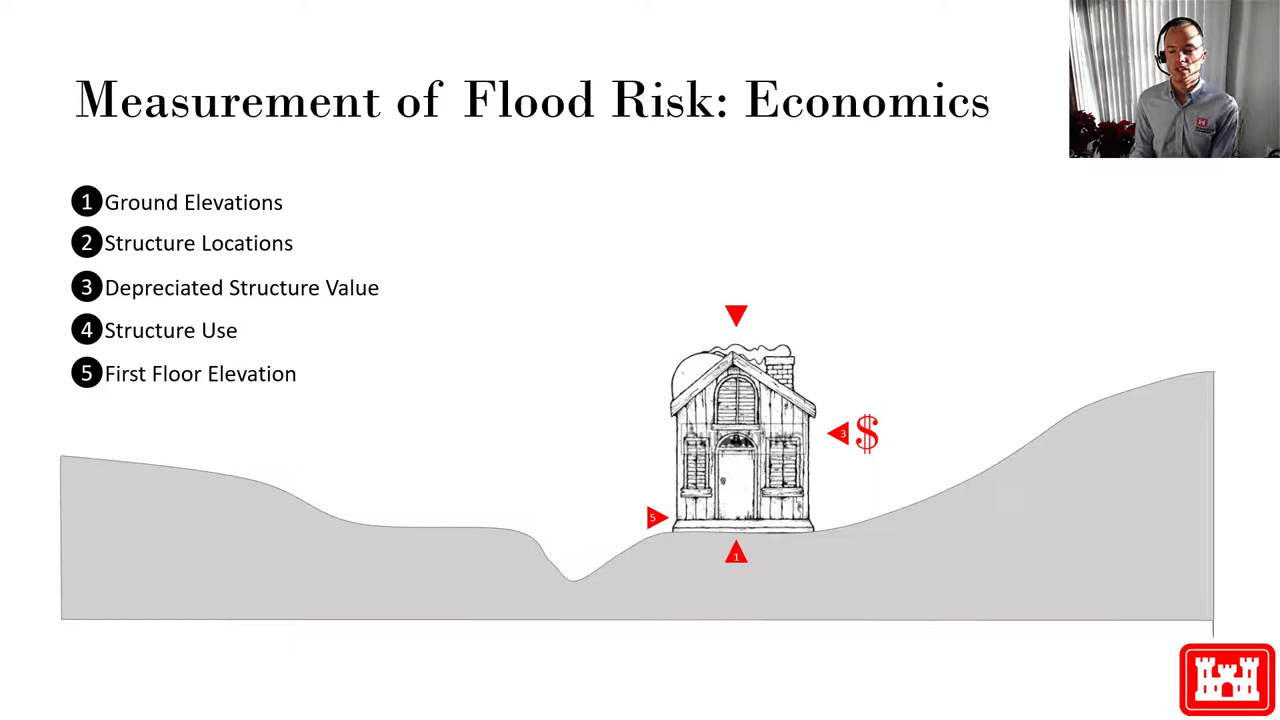 Measurement of Flood Risk: Economics
1 Ground Elevations
2 Structure Locations
3 Depreciated Structure Value
4 Structure Use
5 First Floor Elevation
3 $
5
1